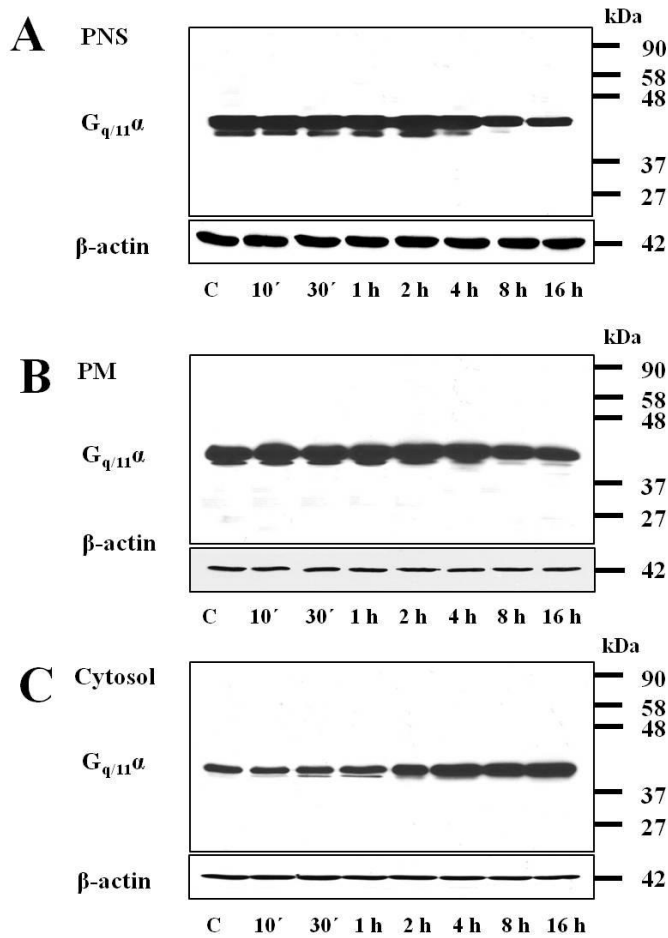 kDa
A PNS
90
58
48
Gq/11α
37
27
β-actin
42
C 10´ 30´ 1 h 2 h 4 h 8 h 16 h
kDa
B PM
90
58
48
Gq/11α
37
27
β-actin
42
C 10´ 30´ 1 h 2 h 4 h 8 h 16 h
kDa
C Cytosol
90
58
48
Gq/11α
37
27
β-actin
42
C 10´ 30´ 1 h 2 h 4 h 8 h 16 h